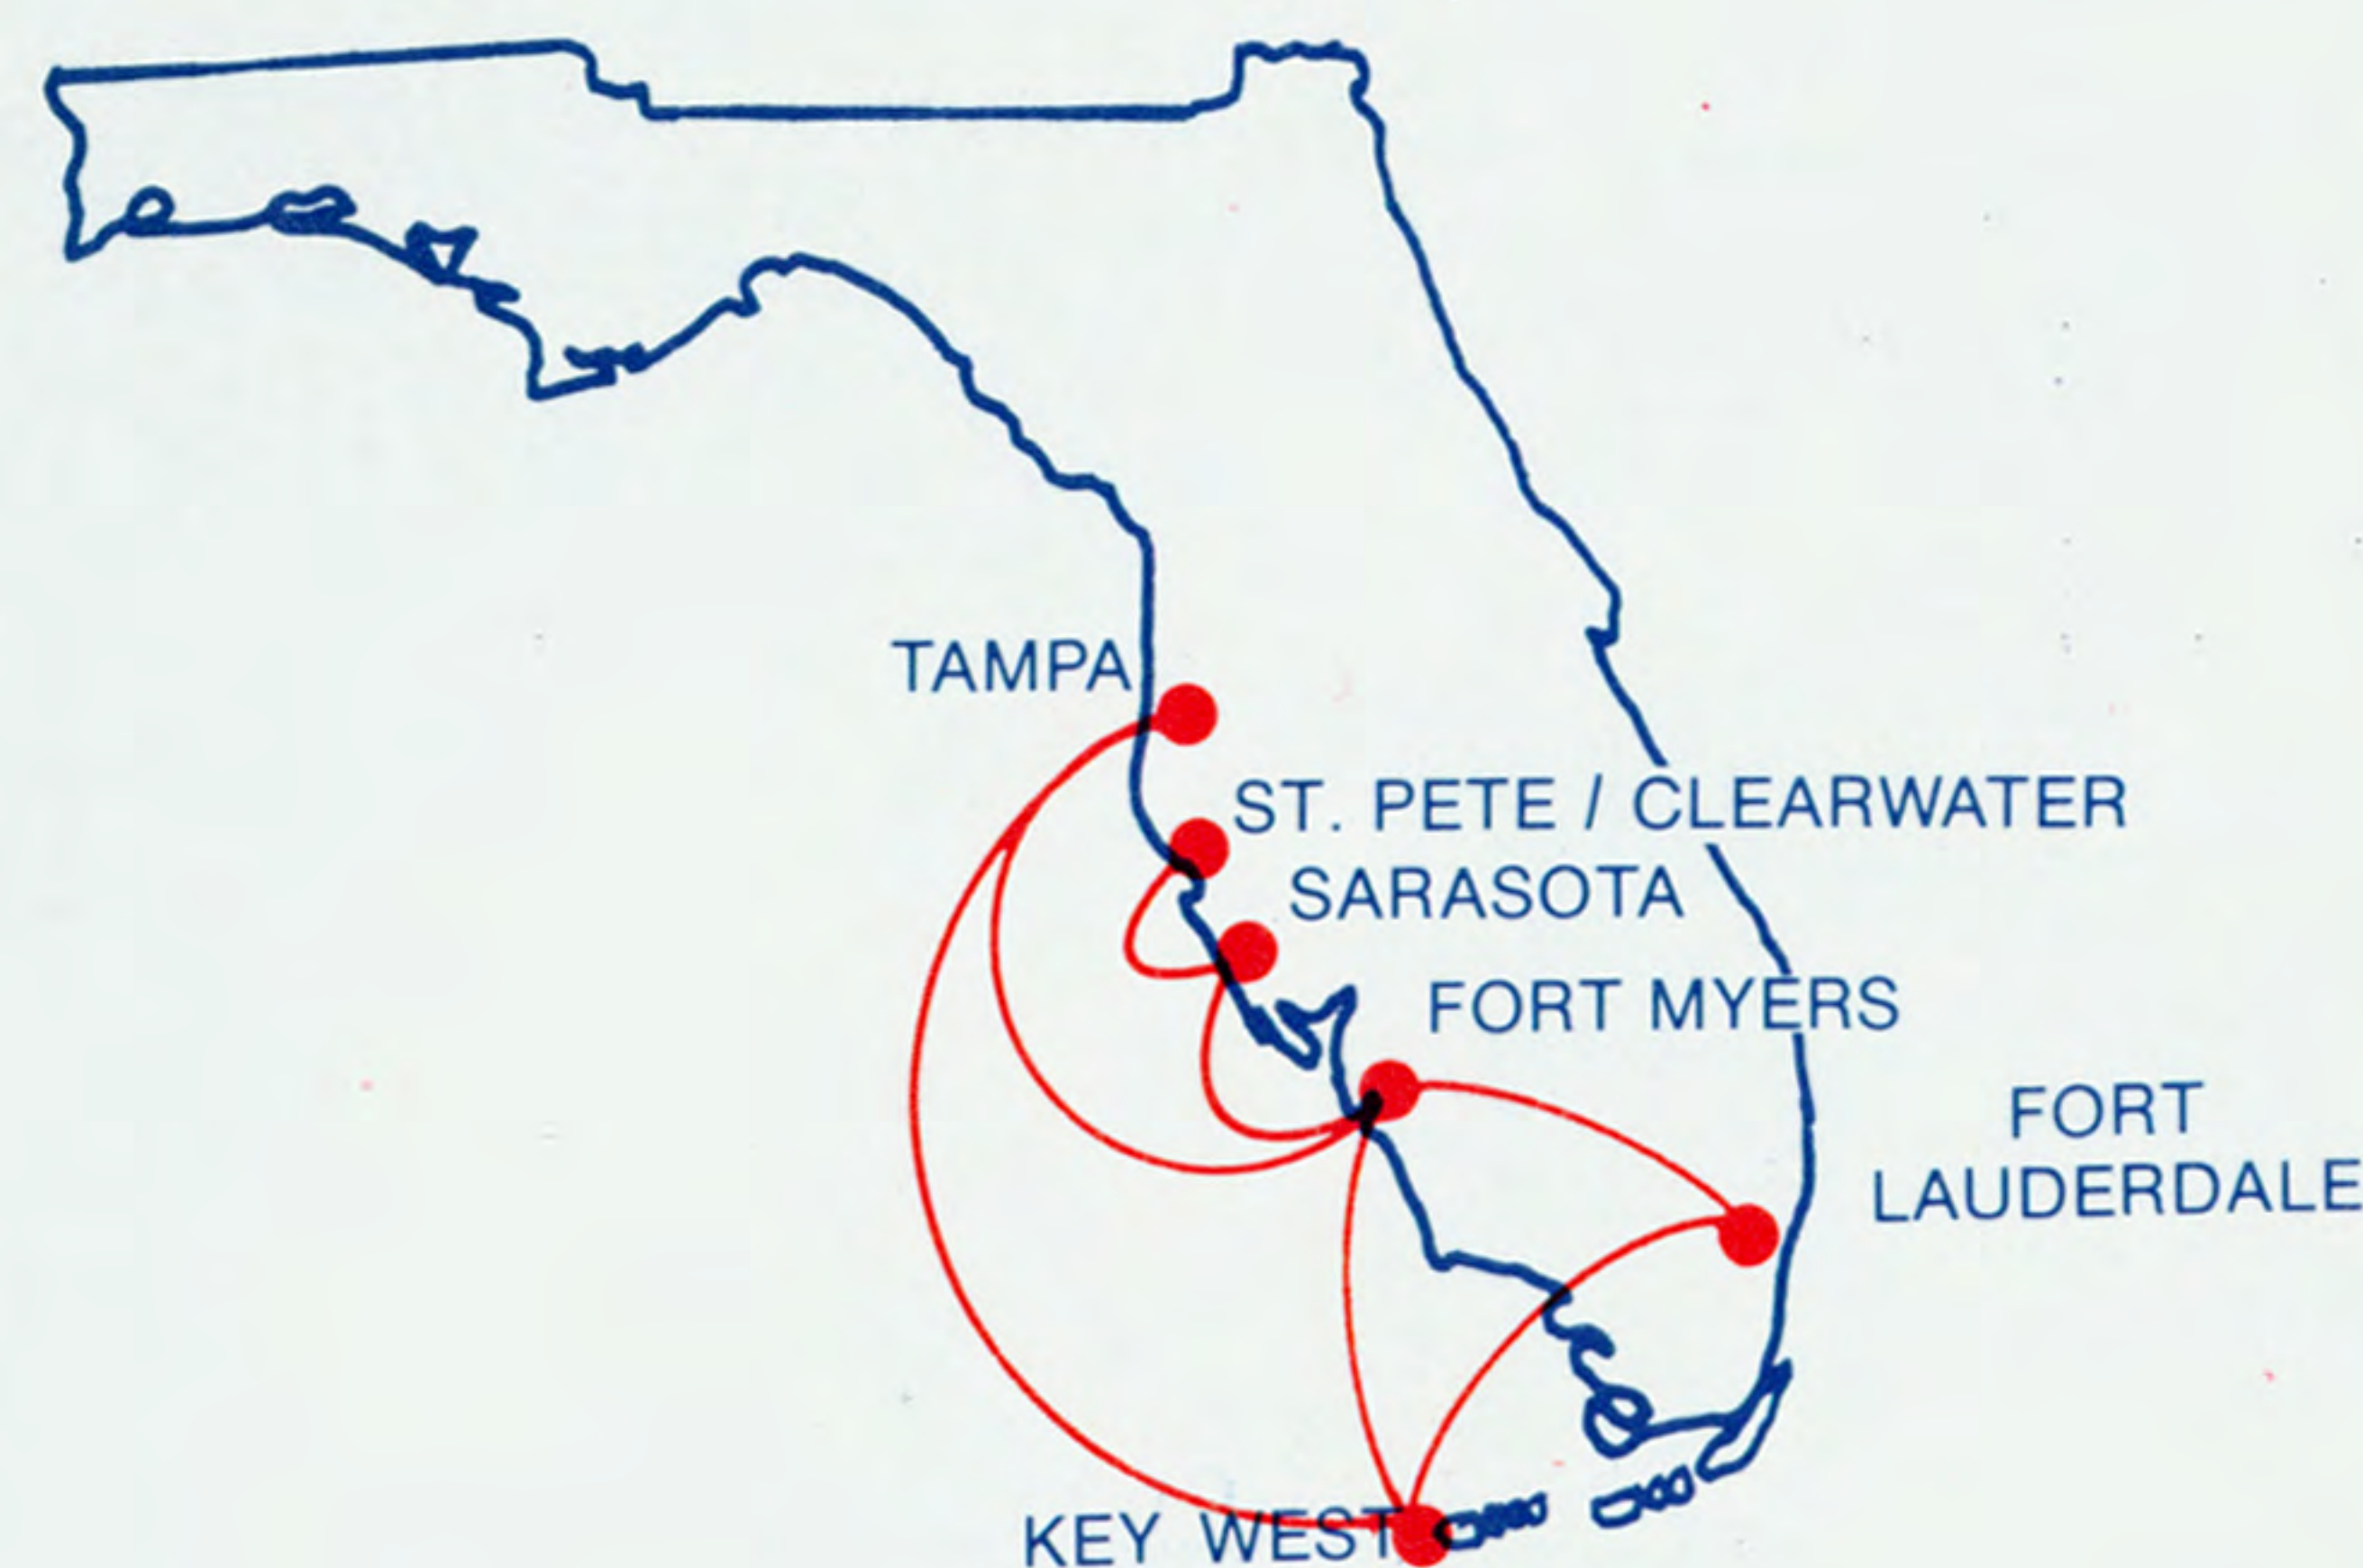 TAMPA
ST. PETE / CLEARWATER
SARASOTA
FORT MYERS
FORT
LAUDERDALE
KEY WEST